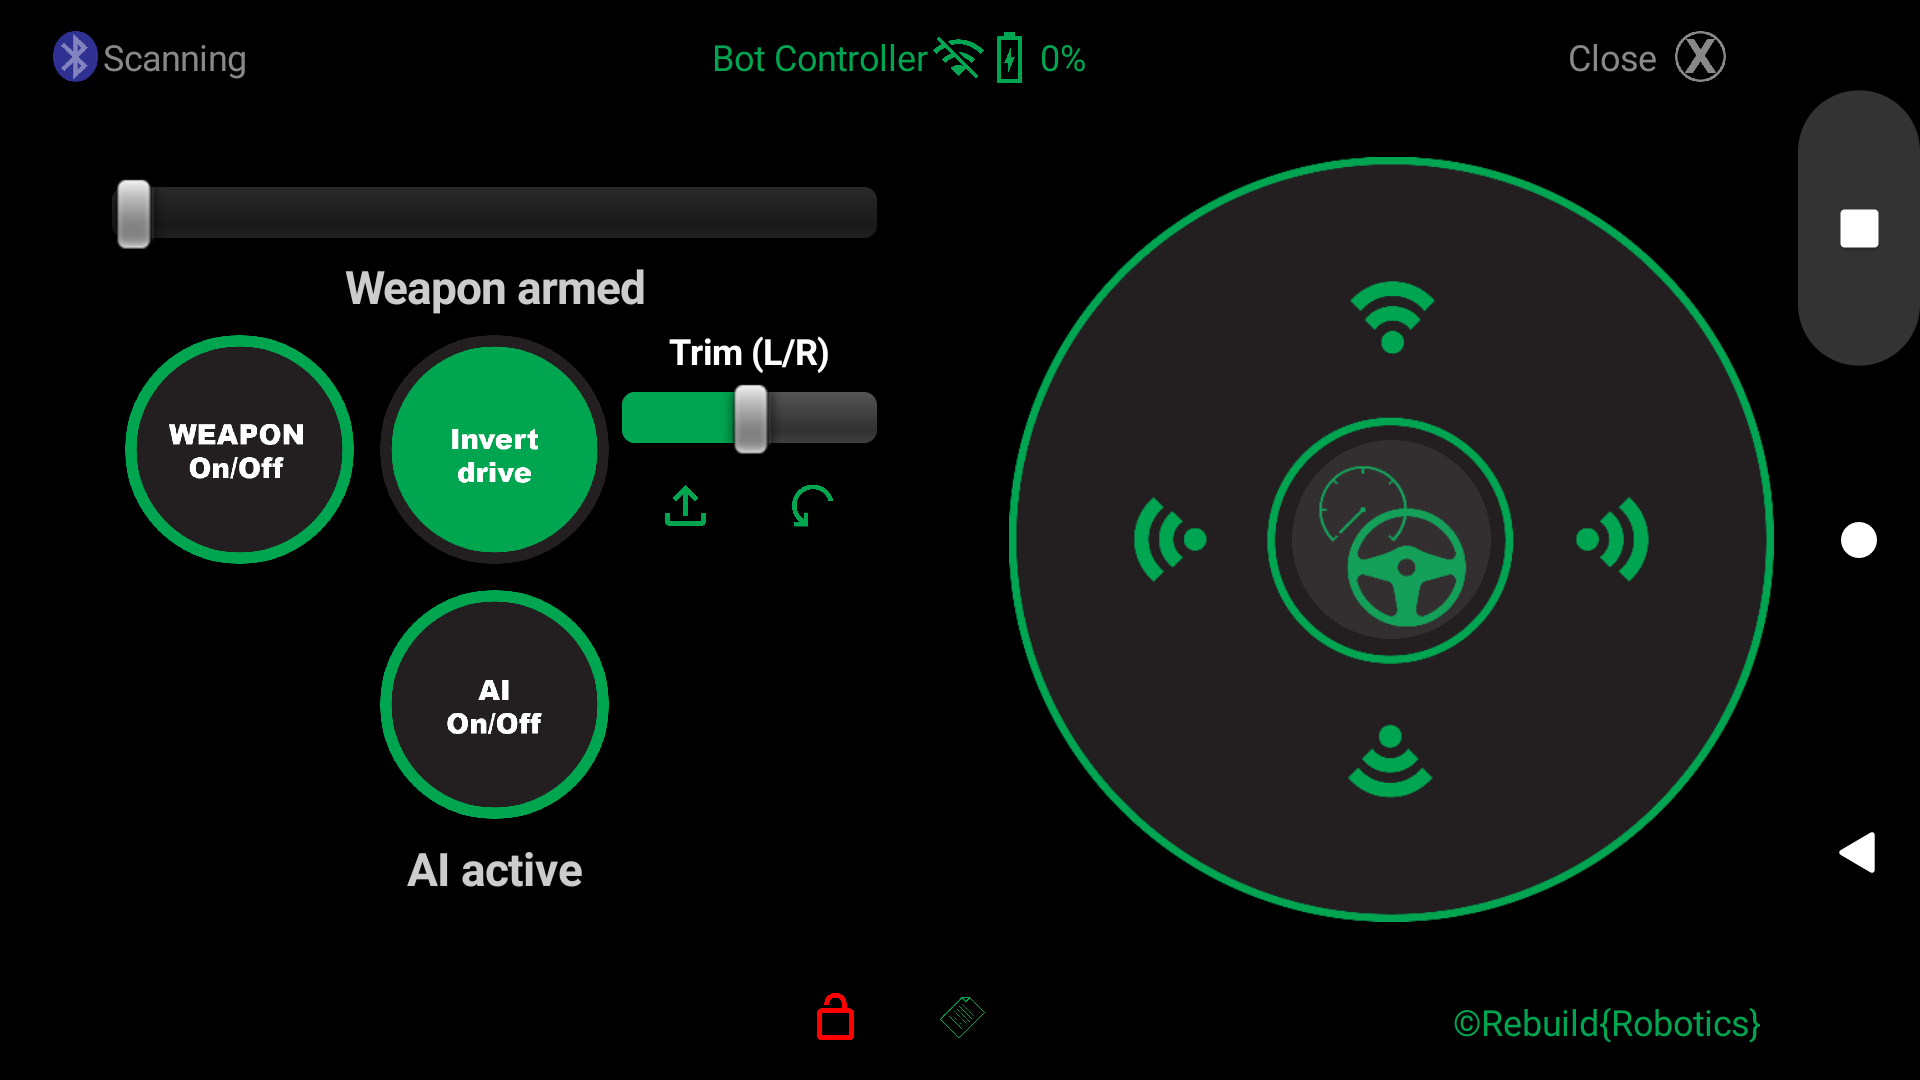 Scanning
Bot Controller 0%
Close X
Weapon armed
WEAPON
On/Off
Invert
drive
Trim (L/R)
AI
On/Off
AI active
©Rebuild{Robotics}